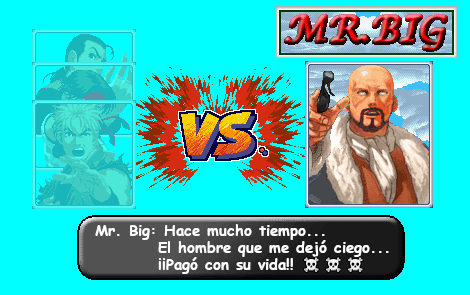 MR.BIG
VS.
Mr. Big: Hace mucho tiempo...
El hombre que me dejó ciego...
¡¡Pagó con su vida!! ☠ ☠ ☠